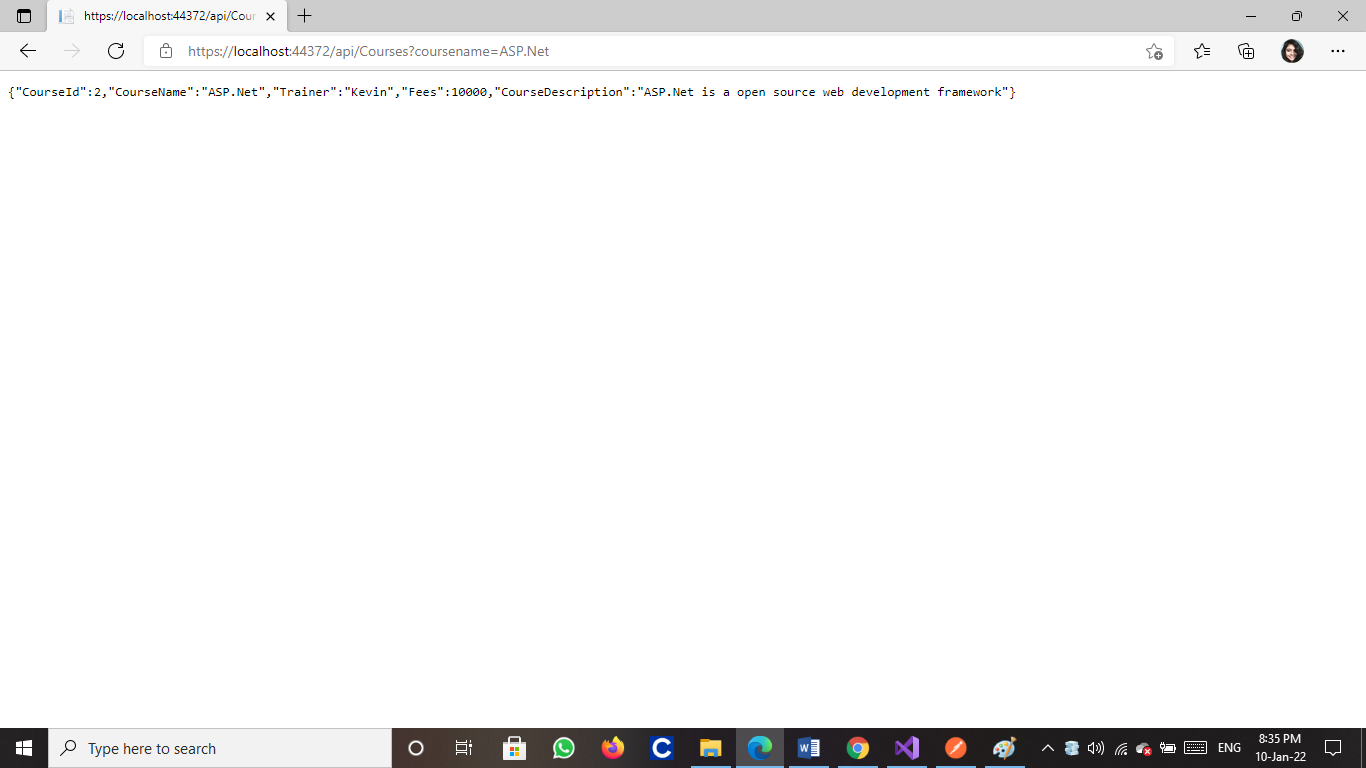 https://localhost:44372/api/Cour
https://localhost:44372/api/Courses?coursename=ASP.Net
{"CourseId":2,"CourseName":"ASP.Net","Trainer":"Kevin","Fees":10000,"CourseDescription":"ASP.Net is a open source web development framework"}
Type here to search
ENG
8:35 PM
10-Jan-22